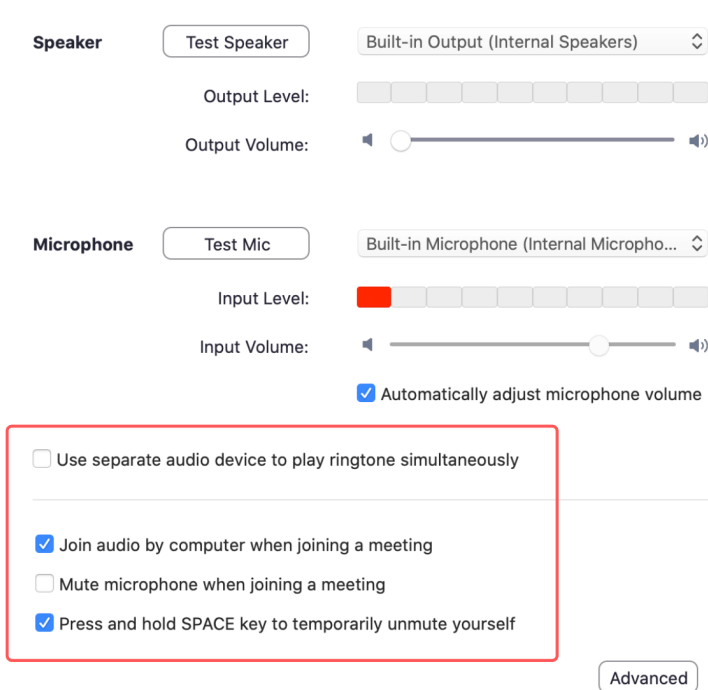 Speaker
Test Speaker
Built-in Output (Internal Speakers)
Output Level:
Output Volume:
Microphone
Test Mic
Built-in Microphone (Internal Micropho...
Input Level:
Input Volume:
Automatically adjust microphone volume
Use separate audio device to play ringtone simultaneously
Join audio by computer when joining a meeting
Mute microphone when joining a meeting
Press and hold SPACE key to temporarily unmute yourself
Advanced